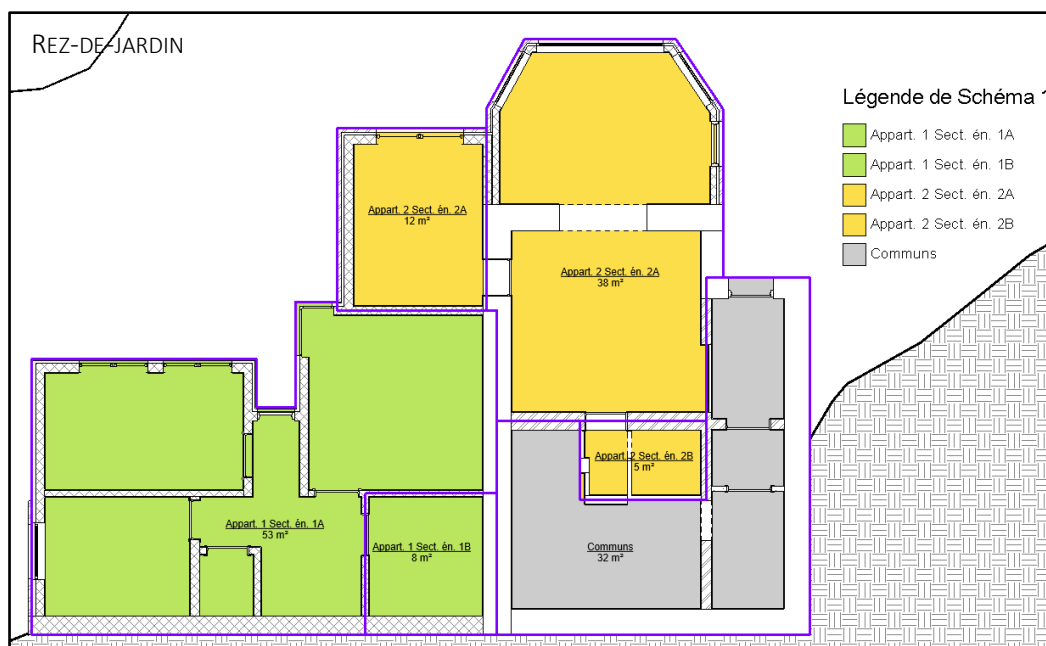 REZ-DE-JARDIN
Légende de Schéma 1
Appart. 1 Sect. én. 1A
Appart. 1 Sect. én. 1B
Appart. 2 Sect. én. 2A
Appart. 2 Sect. én. 2B
Communs
Appart. 2 Sect. én. 2A
12 m²
Appart. 2 Sect. én. 2A
38 m²
Appart. 2 Sect. én. 2B
5 m²
Appart. 1 Sect. én. 1A
53 m²
Appart. 1 Sect. én. 1B
8 m²
Communs
32 m²